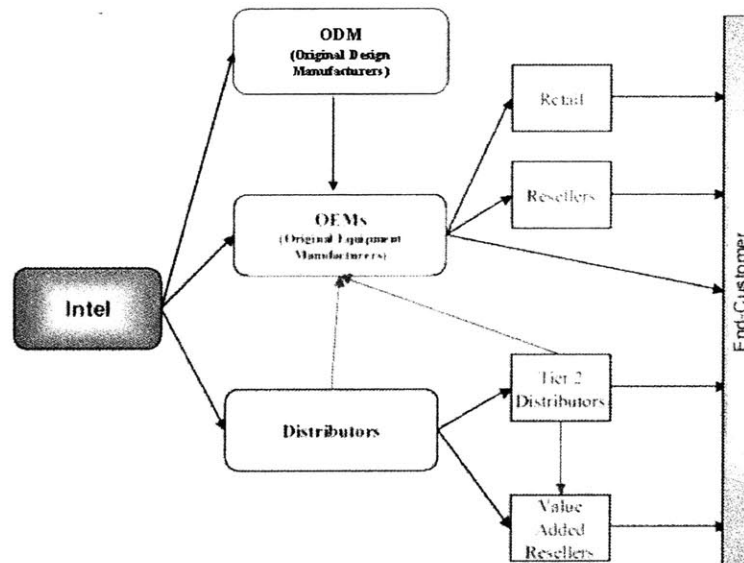 ODM
(Original Design
Manufacturers)
Retail
OEMs
(Original Equipment
Manufacturers)
Resellers
Intel
End-Customer
Tier 2
Distributors
Distributors
Value
Added
Resellers